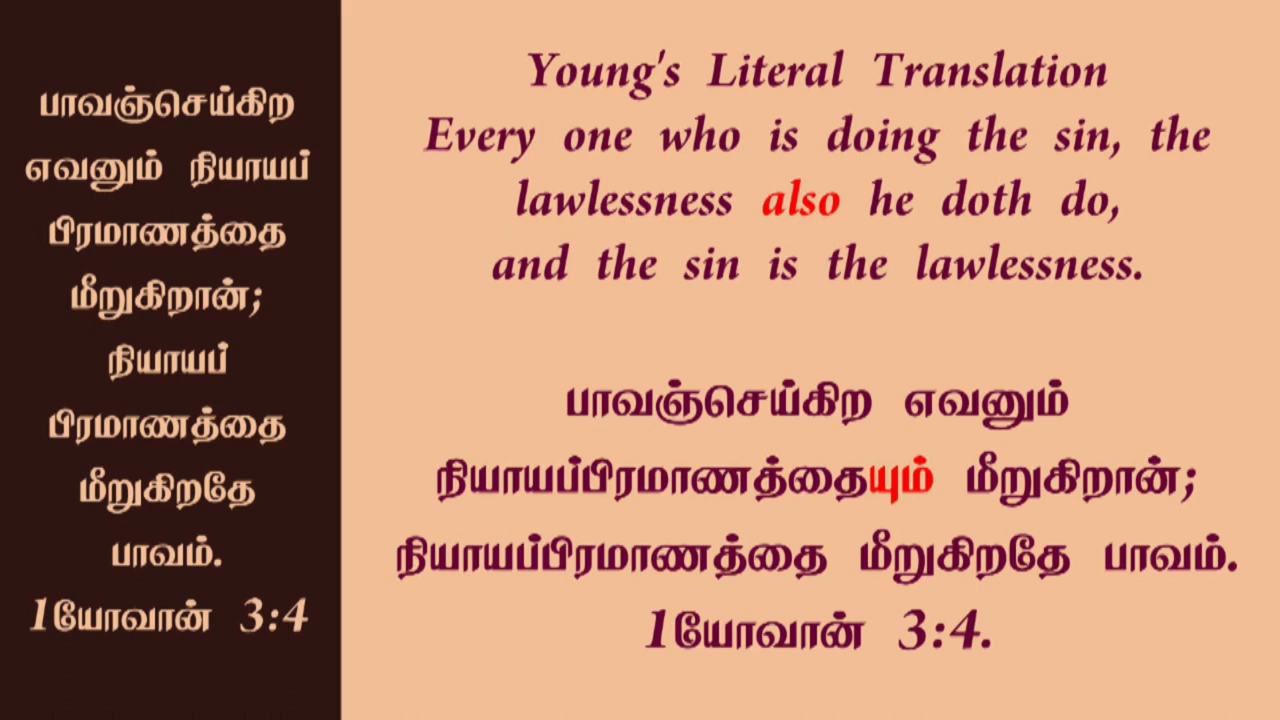 பாவஞ்செய்கிற
எவனும் நியாயப்
பிரமாணத்தை
மீறுகிறான்;
நியாயப்
பிரமாணத்தை
மீறுகிறதே
பாவம்.
1யோவான் 3:4
Young's Literal Translation
Every one who is doing the sin, the
lawlessness also he doth do,
and the sin is the lawlessness.
பாவஞ்செய்கிற எவனும்
நியாயப்பிரமாணத்தையும் மீறுகிறான்;
நியாயப்பிரமாணத்தை மீறுகிறதே பாவம்.
1யோவான் 3:4.